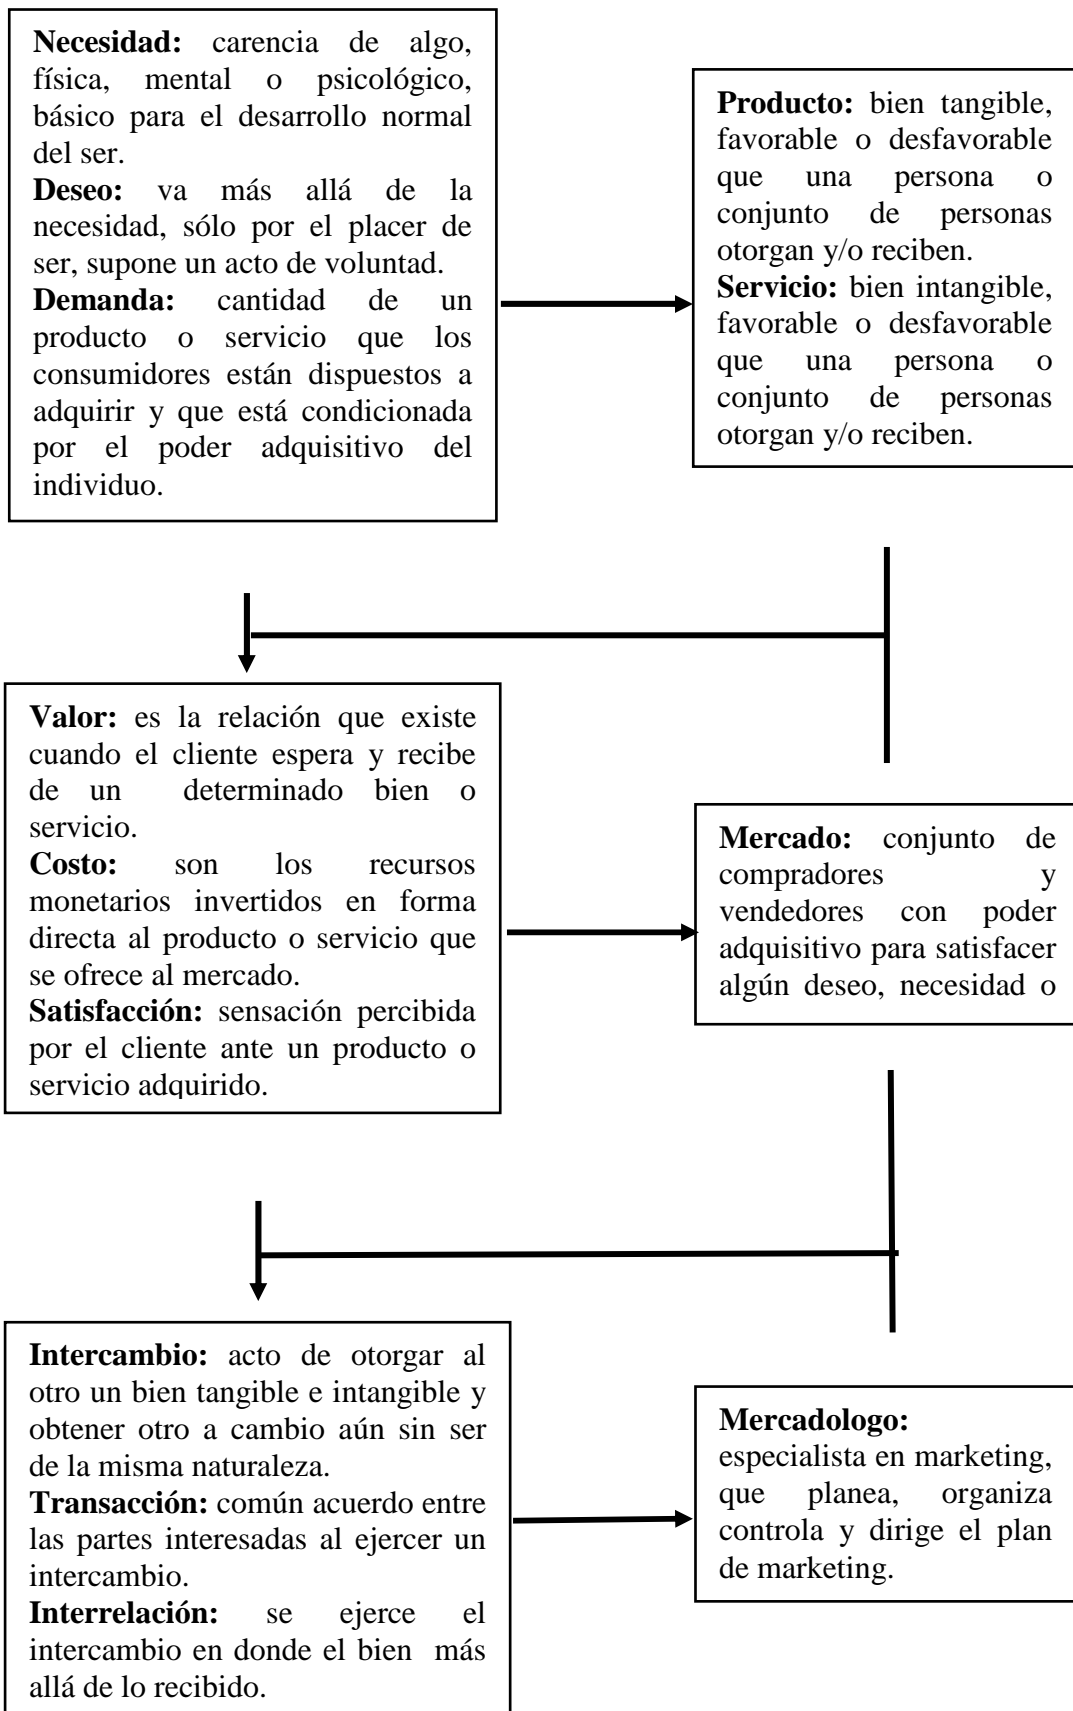 Necesidad: carencia de algo,
física, mental o psicológico,
básico para el desarrollo normal
del ser.
Deseo: va más allá de la
necesidad, sólo por el placer de
ser, supone un acto de voluntad.
Demanda: cantidad de un
producto o servicio que los
consumidores están dispuestos a
adquirir y que está condicionada
por el poder adquisitivo del
individuo.
Producto: bien tangible,
favorable o desfavorable
que una persona o
conjunto de personas
otorgan y/o reciben.
Servicio: bien intangible,
favorable o desfavorable
que una persona o
conjunto de personas
otorgan y/o reciben.
Valor: es la relación que existe
cuando el cliente espera y recibe
de un determinado bien o
servicio.
Costo: son los recursos
monetarios invertidos en forma
directa al producto o servicio que
se ofrece al mercado.
Satisfacción: sensación percibida
por el cliente ante un producto o
servicio adquirido.
Mercado: conjunto de
compradores y
vendedores con poder
adquisitivo para satisfacer
algún deseo, necesidad o
Intercambio: acto de otorgar al
otro un bien tangible e intangible y
obtener otro a cambio aún sin ser
de la misma naturaleza.
Transacción: común acuerdo entre
las partes interesadas al ejercer un
intercambio.
Interrelación: se ejerce el
intercambio en donde el bien más
allá de lo recibido.
Mercadologo:
especialista en marketing,
que planea, organiza
controla y dirige el plan
de marketing.